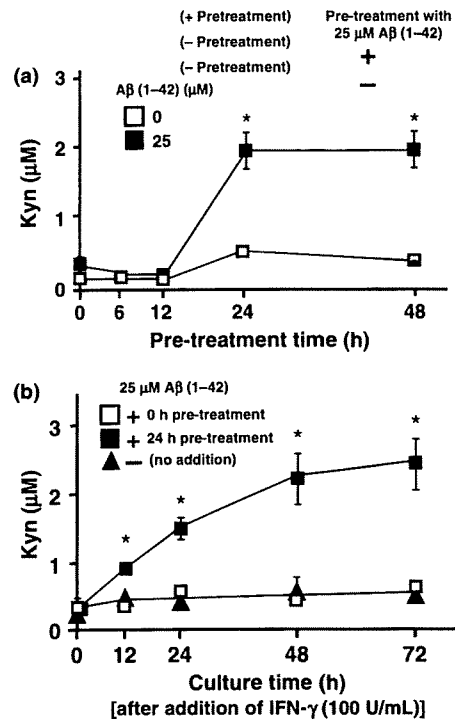 (+ Pretreatment)
(− Pretreatment)
(− Pretreatment)
Pre-treatment with
25 μM Aβ (1–42)
+
−
(a)
Aβ (1–42) (μM)
0
25
Kyn (μM)
3
2
1
0
*
*
0 6 12 24 48
Pre-treatment time (h)
(b)
25 μM Aβ (1–42)
+ 0 h pre-treatment
+ 24 h pre-treatment
− (no addition)
Kyn (μM)
3
2
1
0
*
*
*
*
0 12 24 48 72
Culture time (h)
[after addition of IFN-γ (100 U/mL)]